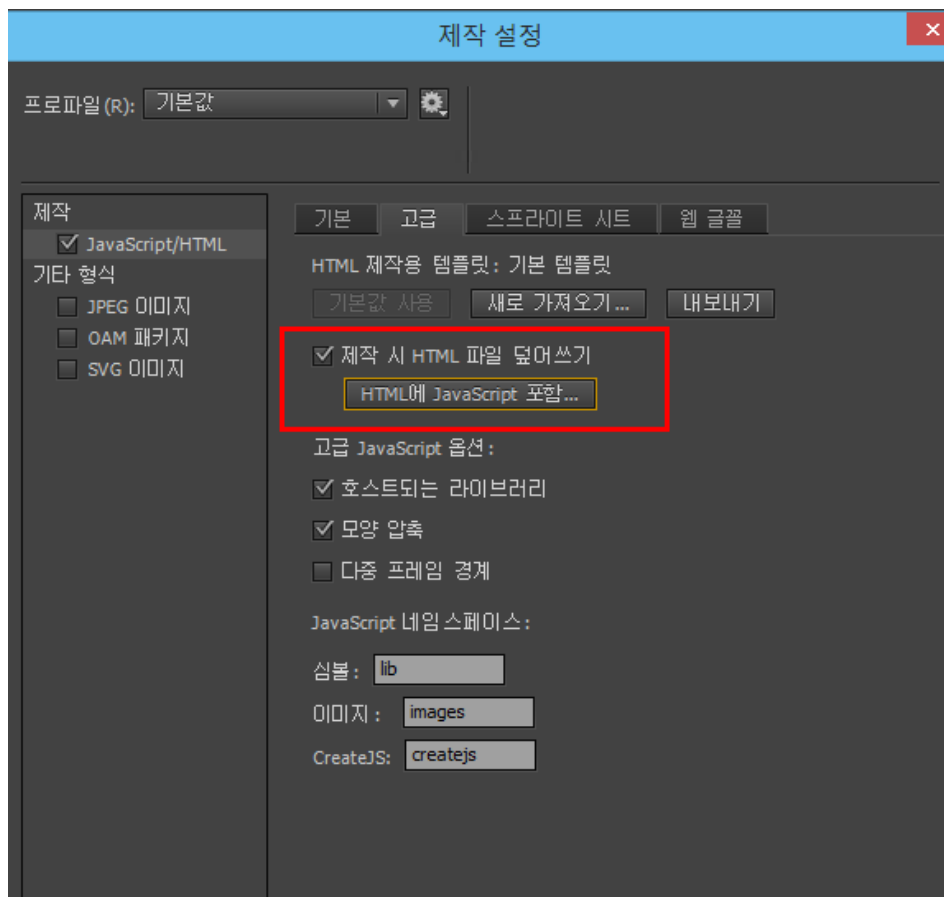 제작 설정
프로파일(R): 기본값
제작
JavaScript/HTML
기타 형식
JPEG 이미지
OAM 패키지
SVG 이미지
기본 고급 스프라이트 시트 웹 글꼴
HTML 제작용 템플릿: 기본 템플릿
기본값 사용 새로 가져오기... 내보내기
제작 시 HTML 파일 덮어쓰기
HTML에 JavaScript 포함...
고급 JavaScript 옵션:
호스트되는 라이브러리
모양 압축
다중 프레임 경계
JavaScript 네임스페이스:
심볼: lib
이미지: images
CreateJS: createjs